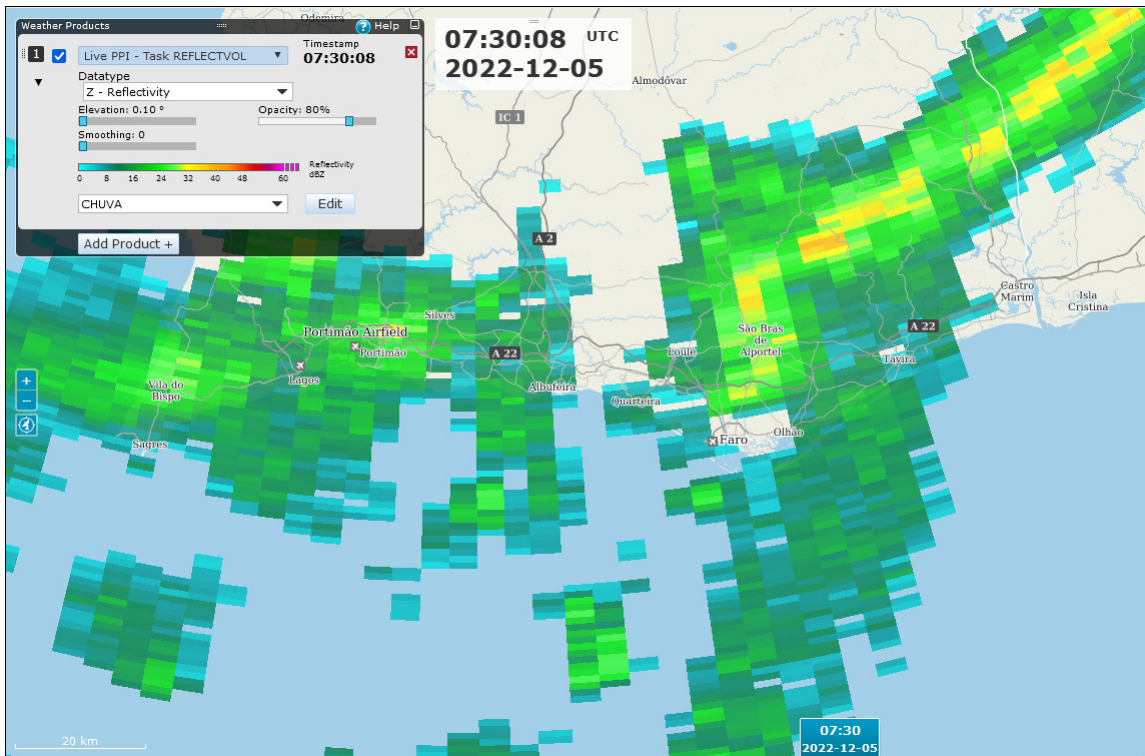 Weather Products
Help
1
Live PPI - Task REFLECTVOL
Timestamp
07:30:08
Datatype
Z - Reflectivity
Elevation: 0.10 °
Opacity: 80%
Smoothing: 0
Reflectivity
dBZ
0 8 16 24 32 40 48 60
CHUVA
Edit
Add Product +
07:30:08 UTC
2022-12-05
Odemira
Almodóvar
IC 1
A 2
Castro
Marim
Isla
Cristina
Silves
Portimão Airfield
Portimão
A 22
São Brás
de
Alportel
A 22
Loulé
Tavira
Lagos
Vila do
Bispo
Albufeira
Quarteira
Sagres
Faro
Olhão
+
−
20 km
07:30
2022-12-05